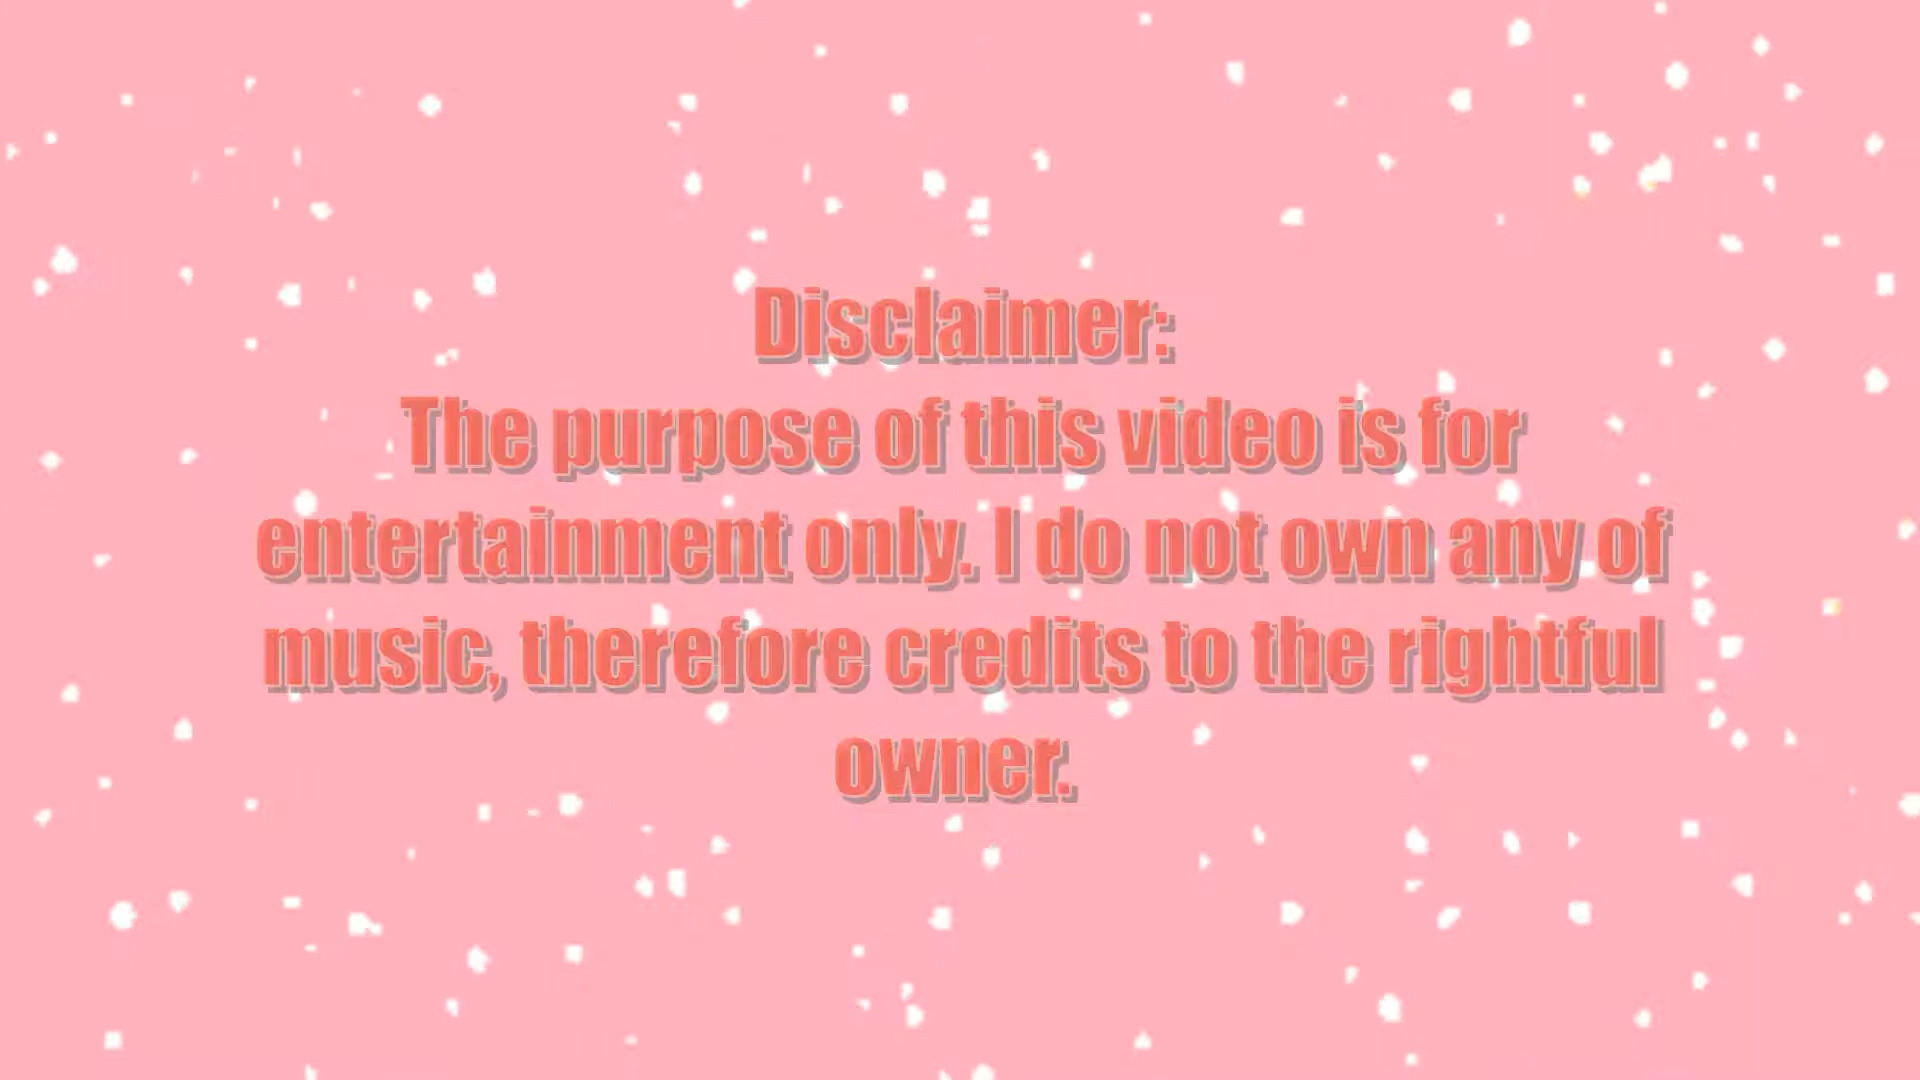 Disclaimer:
The purpose of this video is for
entertainment only. I do not own any of
music, therefore credits to the rightful
owner.